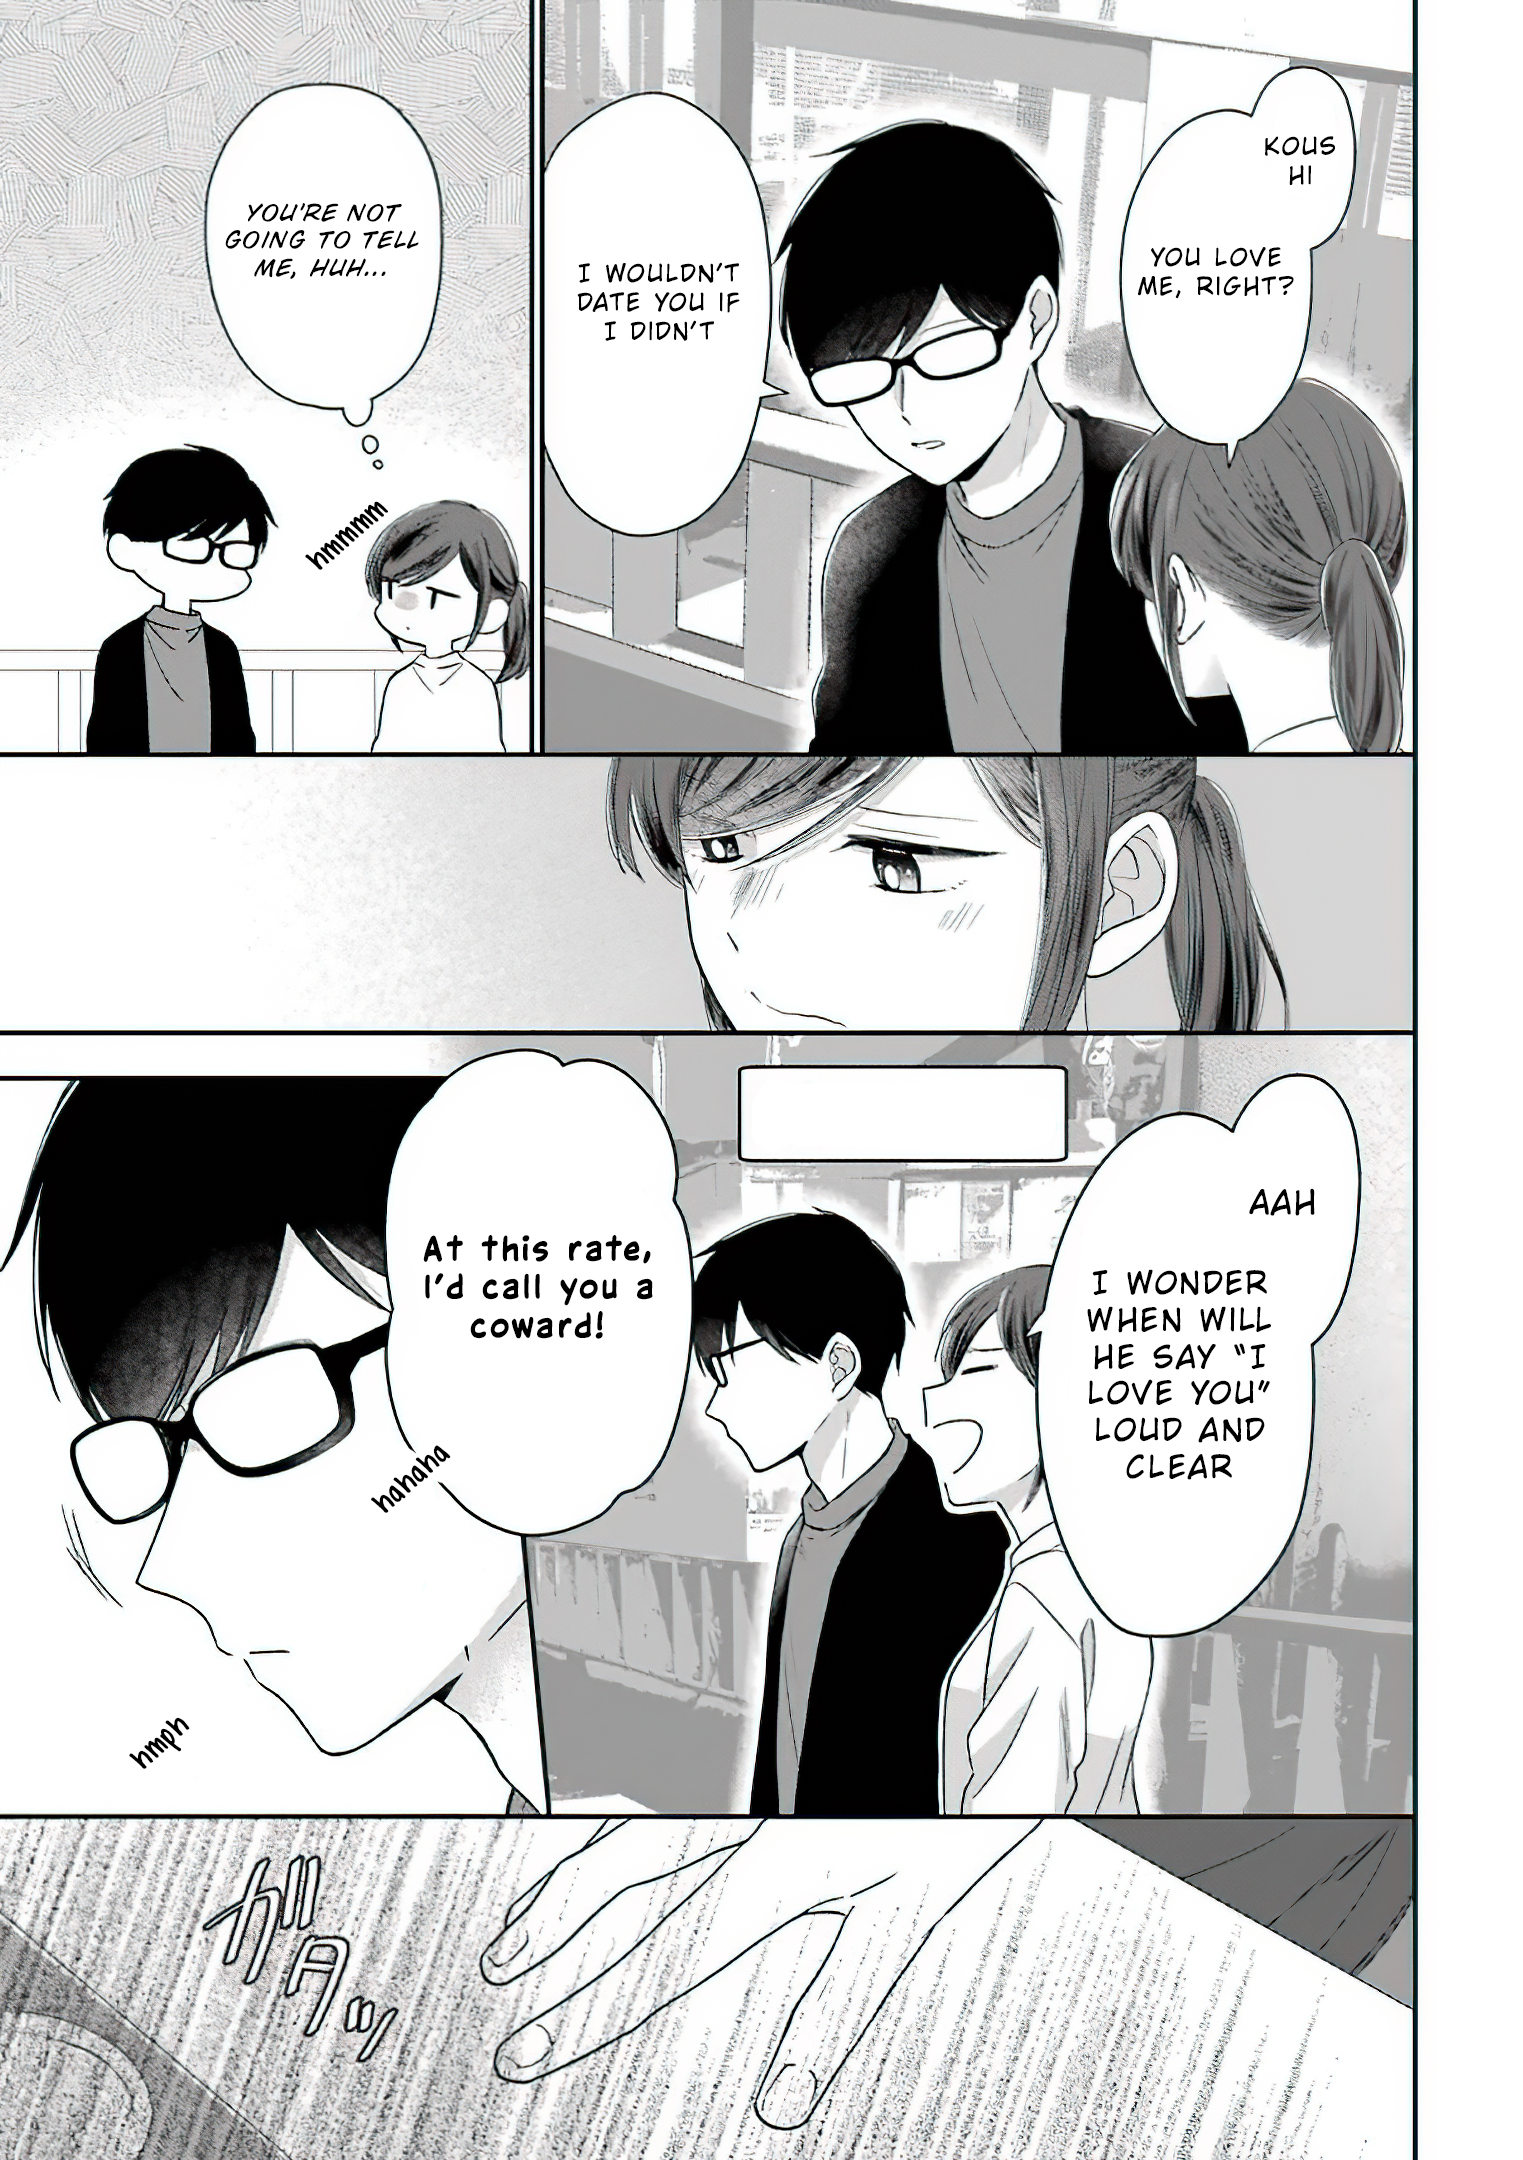 KOUS
HI
YOU LOVE
ME, RIGHT?
I WOULDN'T
DATE YOU IF
I DIDN'T
YOU'RE NOT
GOING TO TELL
ME, HUH...
hmmmm
AAH
I WONDER
WHEN WILL
HE SAY “I
LOVE YOU”
LOUD AND
CLEAR
At this rate,
I'd call you a
coward!
hahaha
hmph
ガタッ